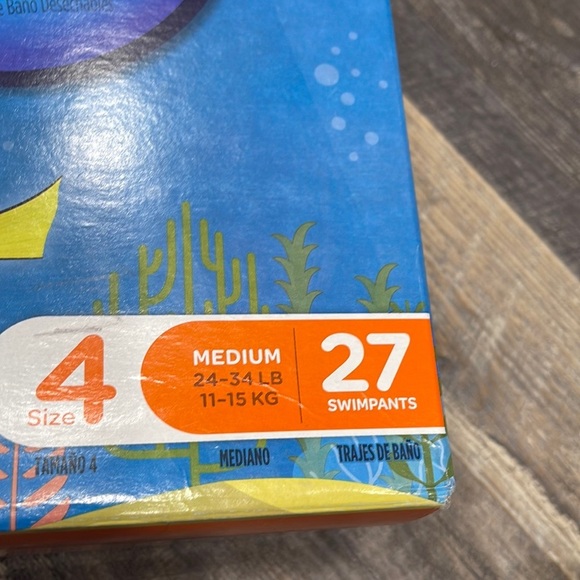 e Baño Desechables
4
Size
MEDIUM
24-34 LB
11-15 KG
27
SWIMPANTS
TAMAÑO 4
MEDIANO
TRAJES DE BAÑO